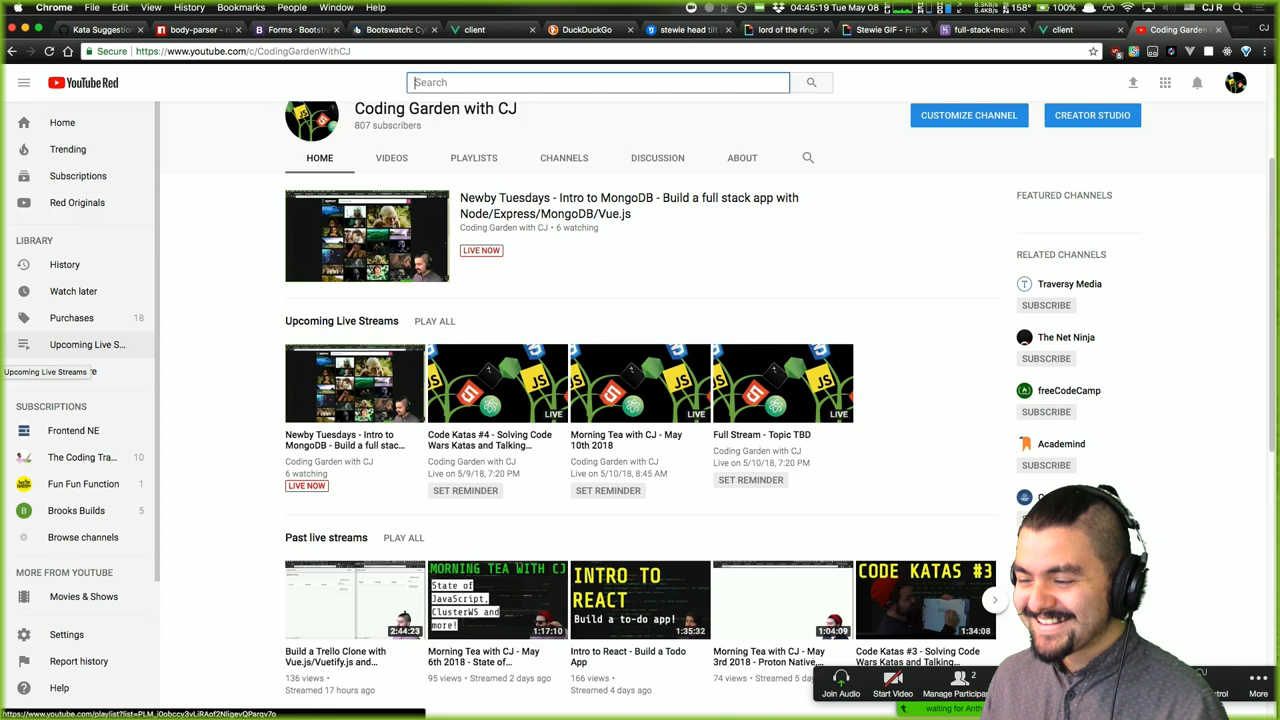 Chrome File Edit View History Bookmarks People Window Help
04:45:19 Tue May 08
158° 100% CJ R
Kata Suggestion
body-parser - np
Forms · Bootstra
Bootswatch: Cy
client
DuckDuckGo
stewie head tilt
lord of the rings
Stewie GIF - Fin
full-stack-mess
client
Coding Garden w
CJ
Secure https://www.youtube.com/c/CodingGardenWithCJ
YouTube Red
Search
Home
Trending
Subscriptions
Red Originals
LIBRARY
History
Watch later
Purchases 18
Upcoming Live S...
Upcoming Live Streams
SUBSCRIPTIONS
Frontend NE
The Coding Tra... 10
Fun Fun Function 1
Brooks Builds 5
Browse channels
MORE FROM YOUTUBE
Movies & Shows
Settings
Report history
Help
Coding Garden with CJ
807 subscribers
CUSTOMIZE CHANNEL
CREATOR STUDIO
HOME VIDEOS PLAYLISTS CHANNELS DISCUSSION ABOUT
Newby Tuesdays - Intro to MongoDB - Build a full stack app with
Node/Express/MongoDB/Vue.js
Coding Garden with CJ • 6 watching
LIVE NOW
Upcoming Live Streams PLAY ALL
LIVE
LIVE
LIVE
Newby Tuesdays - Intro to
MongoDB - Build a full stac...
Coding Garden with CJ
6 watching
LIVE NOW
Code Katas #4 - Solving Code
Wars Katas and Talking...
Coding Garden with CJ
Live on 5/9/18, 7:20 PM
SET REMINDER
Morning Tea with CJ - May
10th 2018
Coding Garden with CJ
Live on 5/10/18, 8:45 AM
SET REMINDER
Full Stream - Topic TBD
Coding Garden with CJ
Live on 5/10/18, 7:20 PM
SET REMINDER
Past live streams PLAY ALL
2:44:23
Build a Trello Clone with
Vue.js/Vuetify.js and...
136 views •
Streamed 17 hours ago
MORNING TEA WITH CJ
State of
JavaScript,
ClusterWS and
more!
1:17:10
Morning Tea with CJ - May
6th 2018 - State of...
95 views • Streamed 2 days ago
INTRO TO
REACT
Build a to-do app!
1:35:32
Intro to React - Build a Todo
App
166 views •
Streamed 4 days ago
1:04:09
Morning Tea with CJ - May
3rd 2018 - Proton Native,...
74 views • Streamed 5 days
CODE KATAS #3
1:34:08
Code Katas #3 - Solving Code
Wars Katas and Talking...
FEATURED CHANNELS
RELATED CHANNELS
Traversy Media
SUBSCRIBE
The Net Ninja
SUBSCRIBE
freeCodeCamp
SUBSCRIBE
Academind
SUBSCRIBE
Join Audio
Start Video
Manage Participan
2
More
waiting for Anth